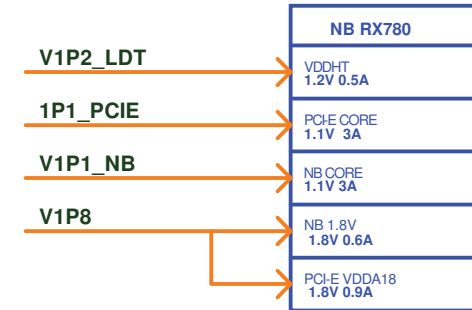 NB RX780
V1P2_LDT
VDDHT
1.2V 0.5A
1P1_PCIE
PCI-E CORE
1.1V 3A
V1P1_NB
NB CORE
1.1V 3A
V1P8
NB 1.8V
1.8V 0.6A
PCI-E VDDA18
1.8V 0.9A